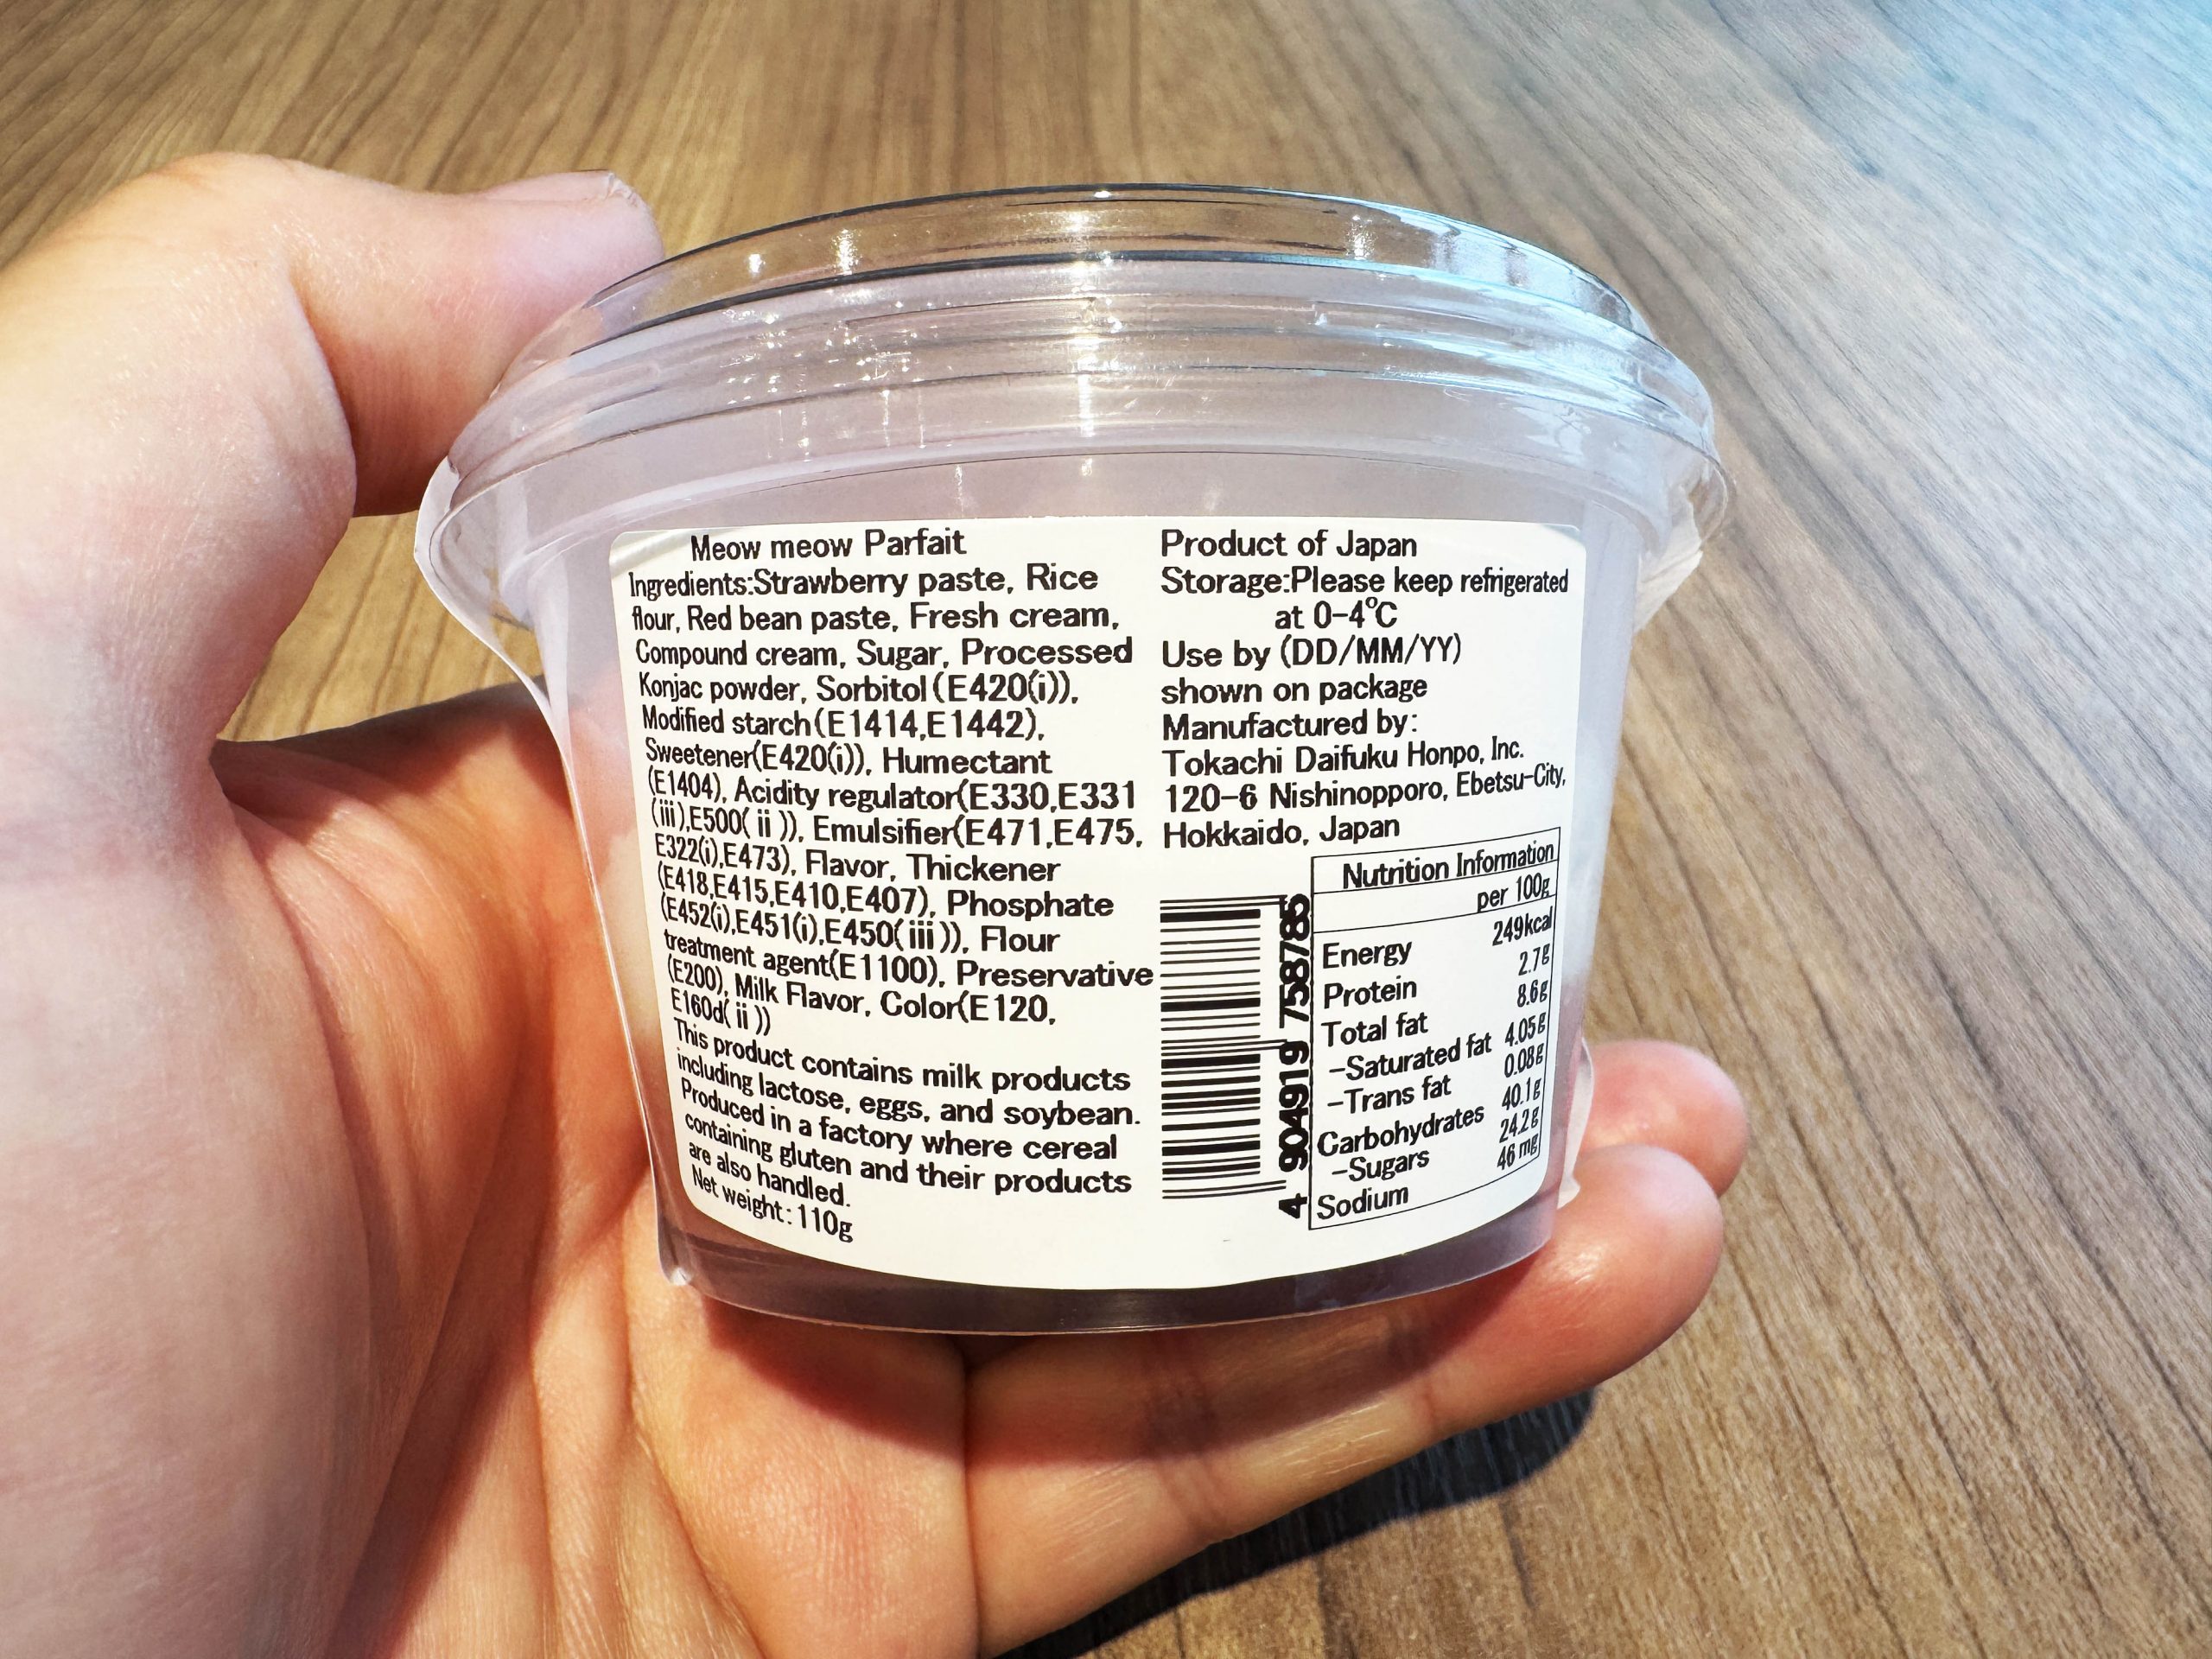 Meow meow Parfait
Ingredients:Strawberry paste, Rice
flour, Red bean paste, Fresh cream,
Compound cream, Sugar, Processed
Konjac powder, Sorbitol(E420(i)),
Modified starch(E1414,E1442),
Sweetener(E420(i)), Humectant
(E1404), Acidity regulator(E330,E331
(iii),E500( ii )), Emulsifier(E471,E475,
E322(i),E473), Flavor, Thickener
(E418,E415,E410,E407), Phosphate
(E452(i),E451(i),E450( iii )), Flour
treatment agent(E1100), Preservative
(E200), Milk Flavor, Color(E120,
E160d( ii ))
This product contains milk products
including lactose, eggs, and soybean.
Produced in a factory where cereal
containing gluten and their products
are also handled.
Net weight:110g
Product of Japan
Storage:Please keep refrigerated
at 0-4℃
Use by (DD/MM/YY)
shown on package
Manufactured by:
Tokachi Daifuku Honpo, Inc.
120-6 Nishinopporo, Ebetsu-City,
Hokkaido, Japan
4 904919 758785
Nutrition Information
per 100g
Energy 249kcal
Protein 2.7g
Total fat 8.6g
-Saturated fat 4.05g
-Trans fat 0.08g
Carbohydrates 40.1g
-Sugars 24.2g
Sodium 46 mg